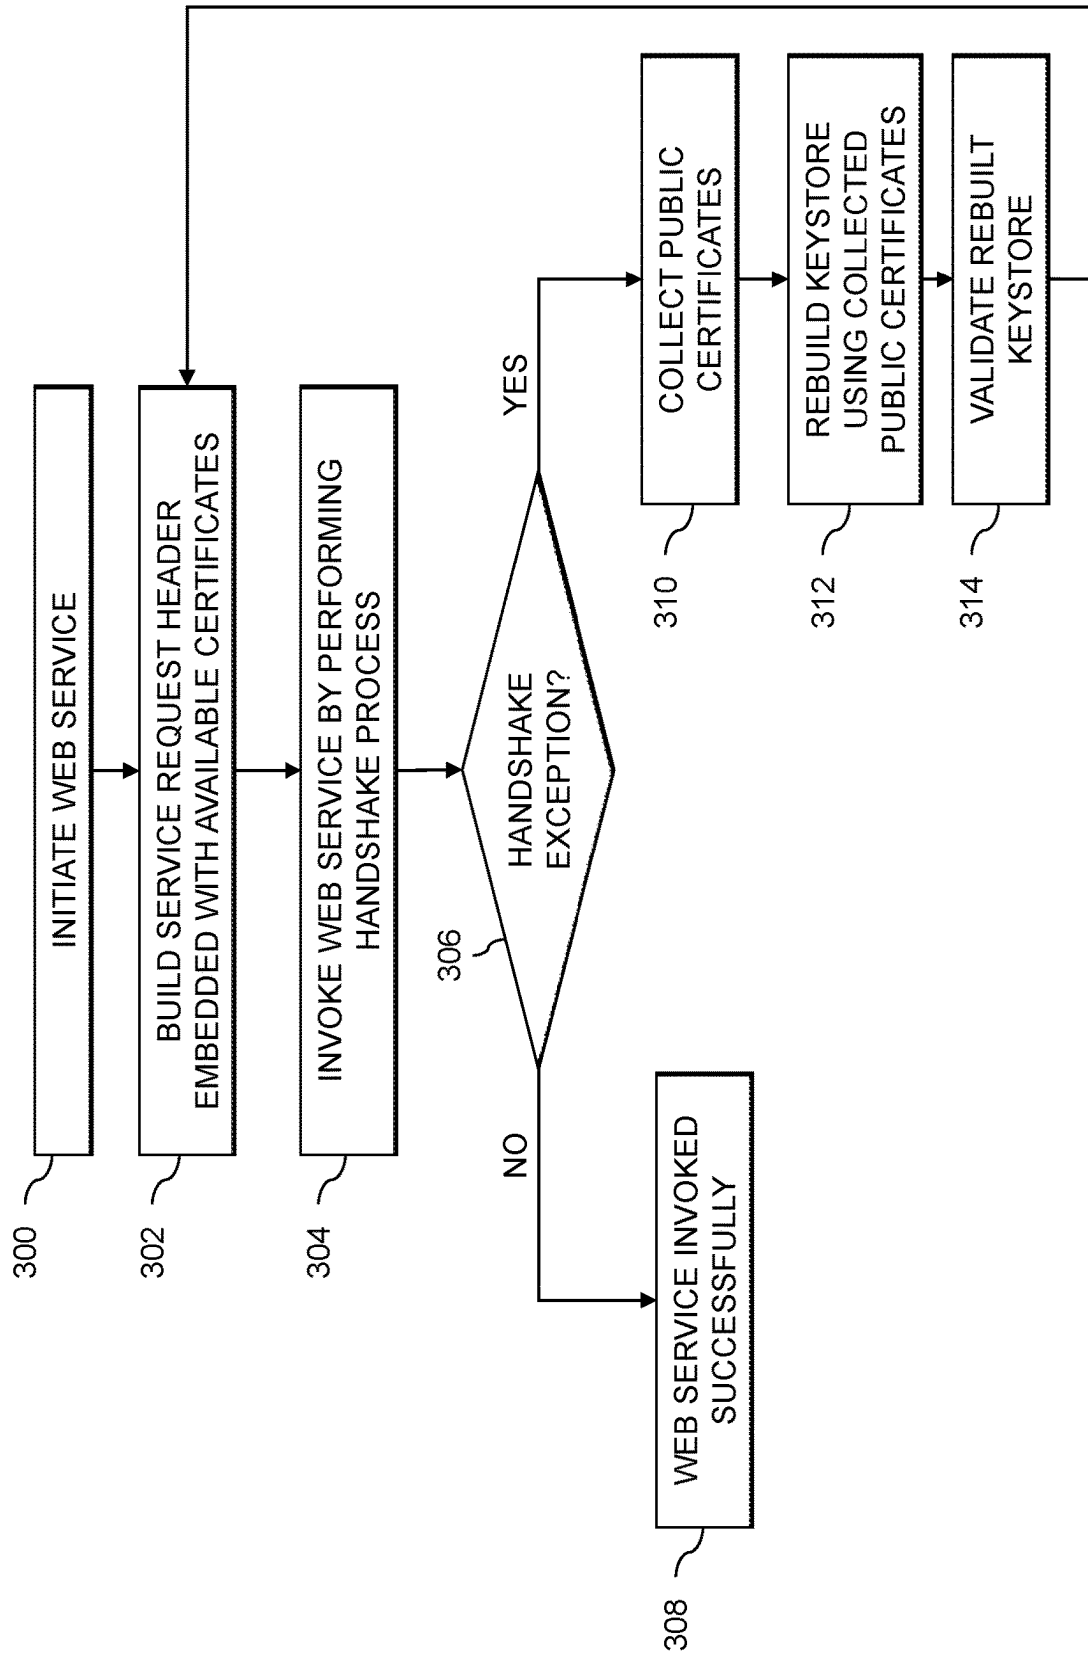 300
INITIATE WEB SERVICE
302
BUILD SERVICE REQUEST HEADER
EMBEDDED WITH AVAILABLE CERTIFICATES
304
INVOKE WEB SERVICE BY PERFORMING
HANDSHAKE PROCESS
306
HANDSHAKE
EXCEPTION?
NO
YES
308
WEB SERVICE INVOKED
SUCCESSFULLY
310
COLLECT PUBLIC
CERTIFICATES
312
REBUILD KEYSTORE
USING COLLECTED
PUBLIC CERTIFICATES
314
VALIDATE REBUILT
KEYSTORE